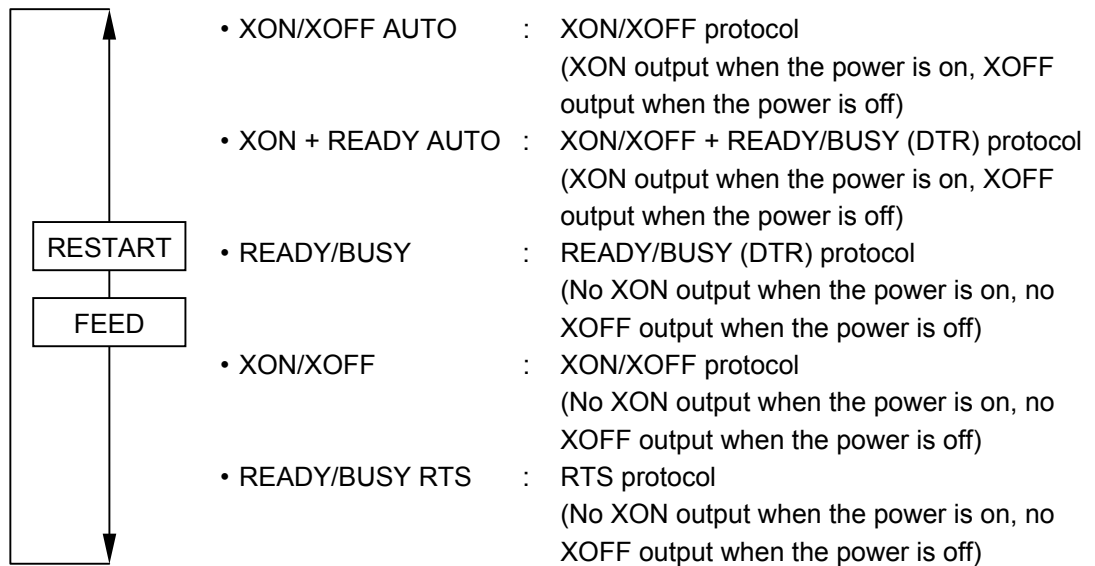 • XON/XOFF AUTO : XON/XOFF protocol
(XON output when the power is on, XOFF
output when the power is off)
• XON + READY AUTO : XON/XOFF + READY/BUSY (DTR) protocol
(XON output when the power is on, XOFF
output when the power is off)
RESTART • READY/BUSY : READY/BUSY (DTR) protocol
(No XON output when the power is on, no
FEED XOFF output when the power is off)
• XON/XOFF : XON/XOFF protocol
(No XON output when the power is on, no
XOFF output when the power is off)
• READY/BUSY RTS : RTS protocol
(No XON output when the power is on, no
XOFF output when the power is off)